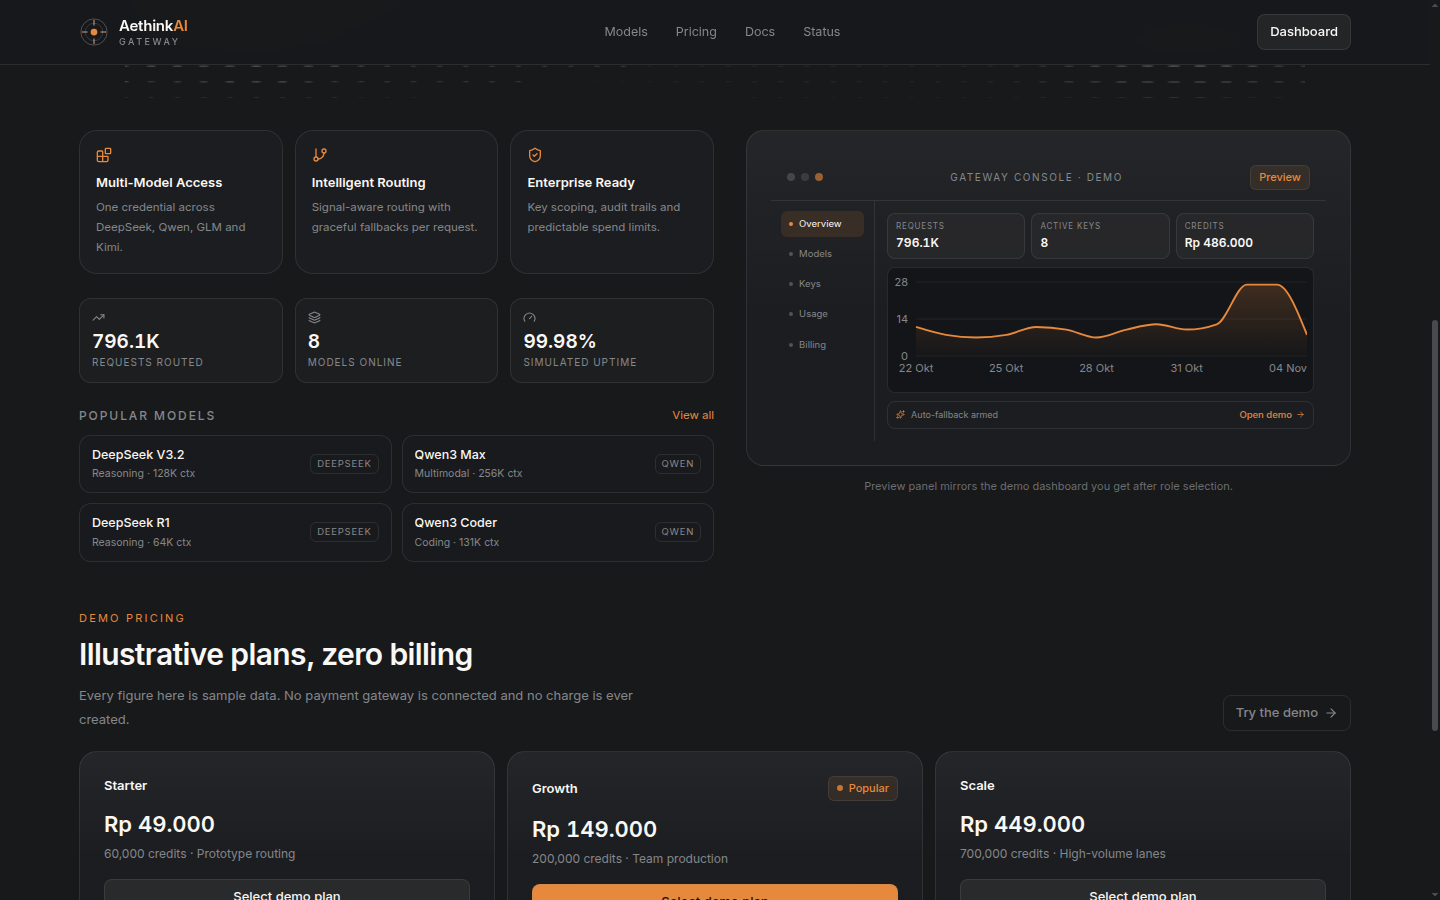 AethinkAI
GATEWAY
Models
Pricing
Docs
Status
Dashboard
Multi-Model Access
One credential across
DeepSeek, Qwen, GLM and
Kimi.
Intelligent Routing
Signal-aware routing with
graceful fallbacks per request.
Enterprise Ready
Key scoping, audit trails and
predictable spend limits.
796.1K
REQUESTS ROUTED
8
MODELS ONLINE
99.98%
SIMULATED UPTIME
POPULAR MODELS
View all
DeepSeek V3.2
Reasoning · 128K ctx
DEEPSEEK
Qwen3 Max
Multimodal · 256K ctx
QWEN
DeepSeek R1
Reasoning · 64K ctx
DEEPSEEK
Qwen3 Coder
Coding · 131K ctx
QWEN
GATEWAY CONSOLE · DEMO
Preview
Overview
Models
Keys
Usage
Billing
REQUESTS
796.1K
ACTIVE KEYS
8
CREDITS
Rp 486.000
28
14
0
22 Okt
25 Okt
28 Okt
31 Okt
04 Nov
Auto-fallback armed
Open demo →
Preview panel mirrors the demo dashboard you get after role selection.
DEMO PRICING
Illustrative plans, zero billing
Every figure here is sample data. No payment gateway is connected and no charge is ever
created.
Try the demo →
Starter
Rp 49.000
60,000 credits · Prototype routing
Select demo plan
Growth
Popular
Rp 149.000
200,000 credits · Team production
Select demo plan
Scale
Rp 449.000
700,000 credits · High-volume lanes
Select demo plan